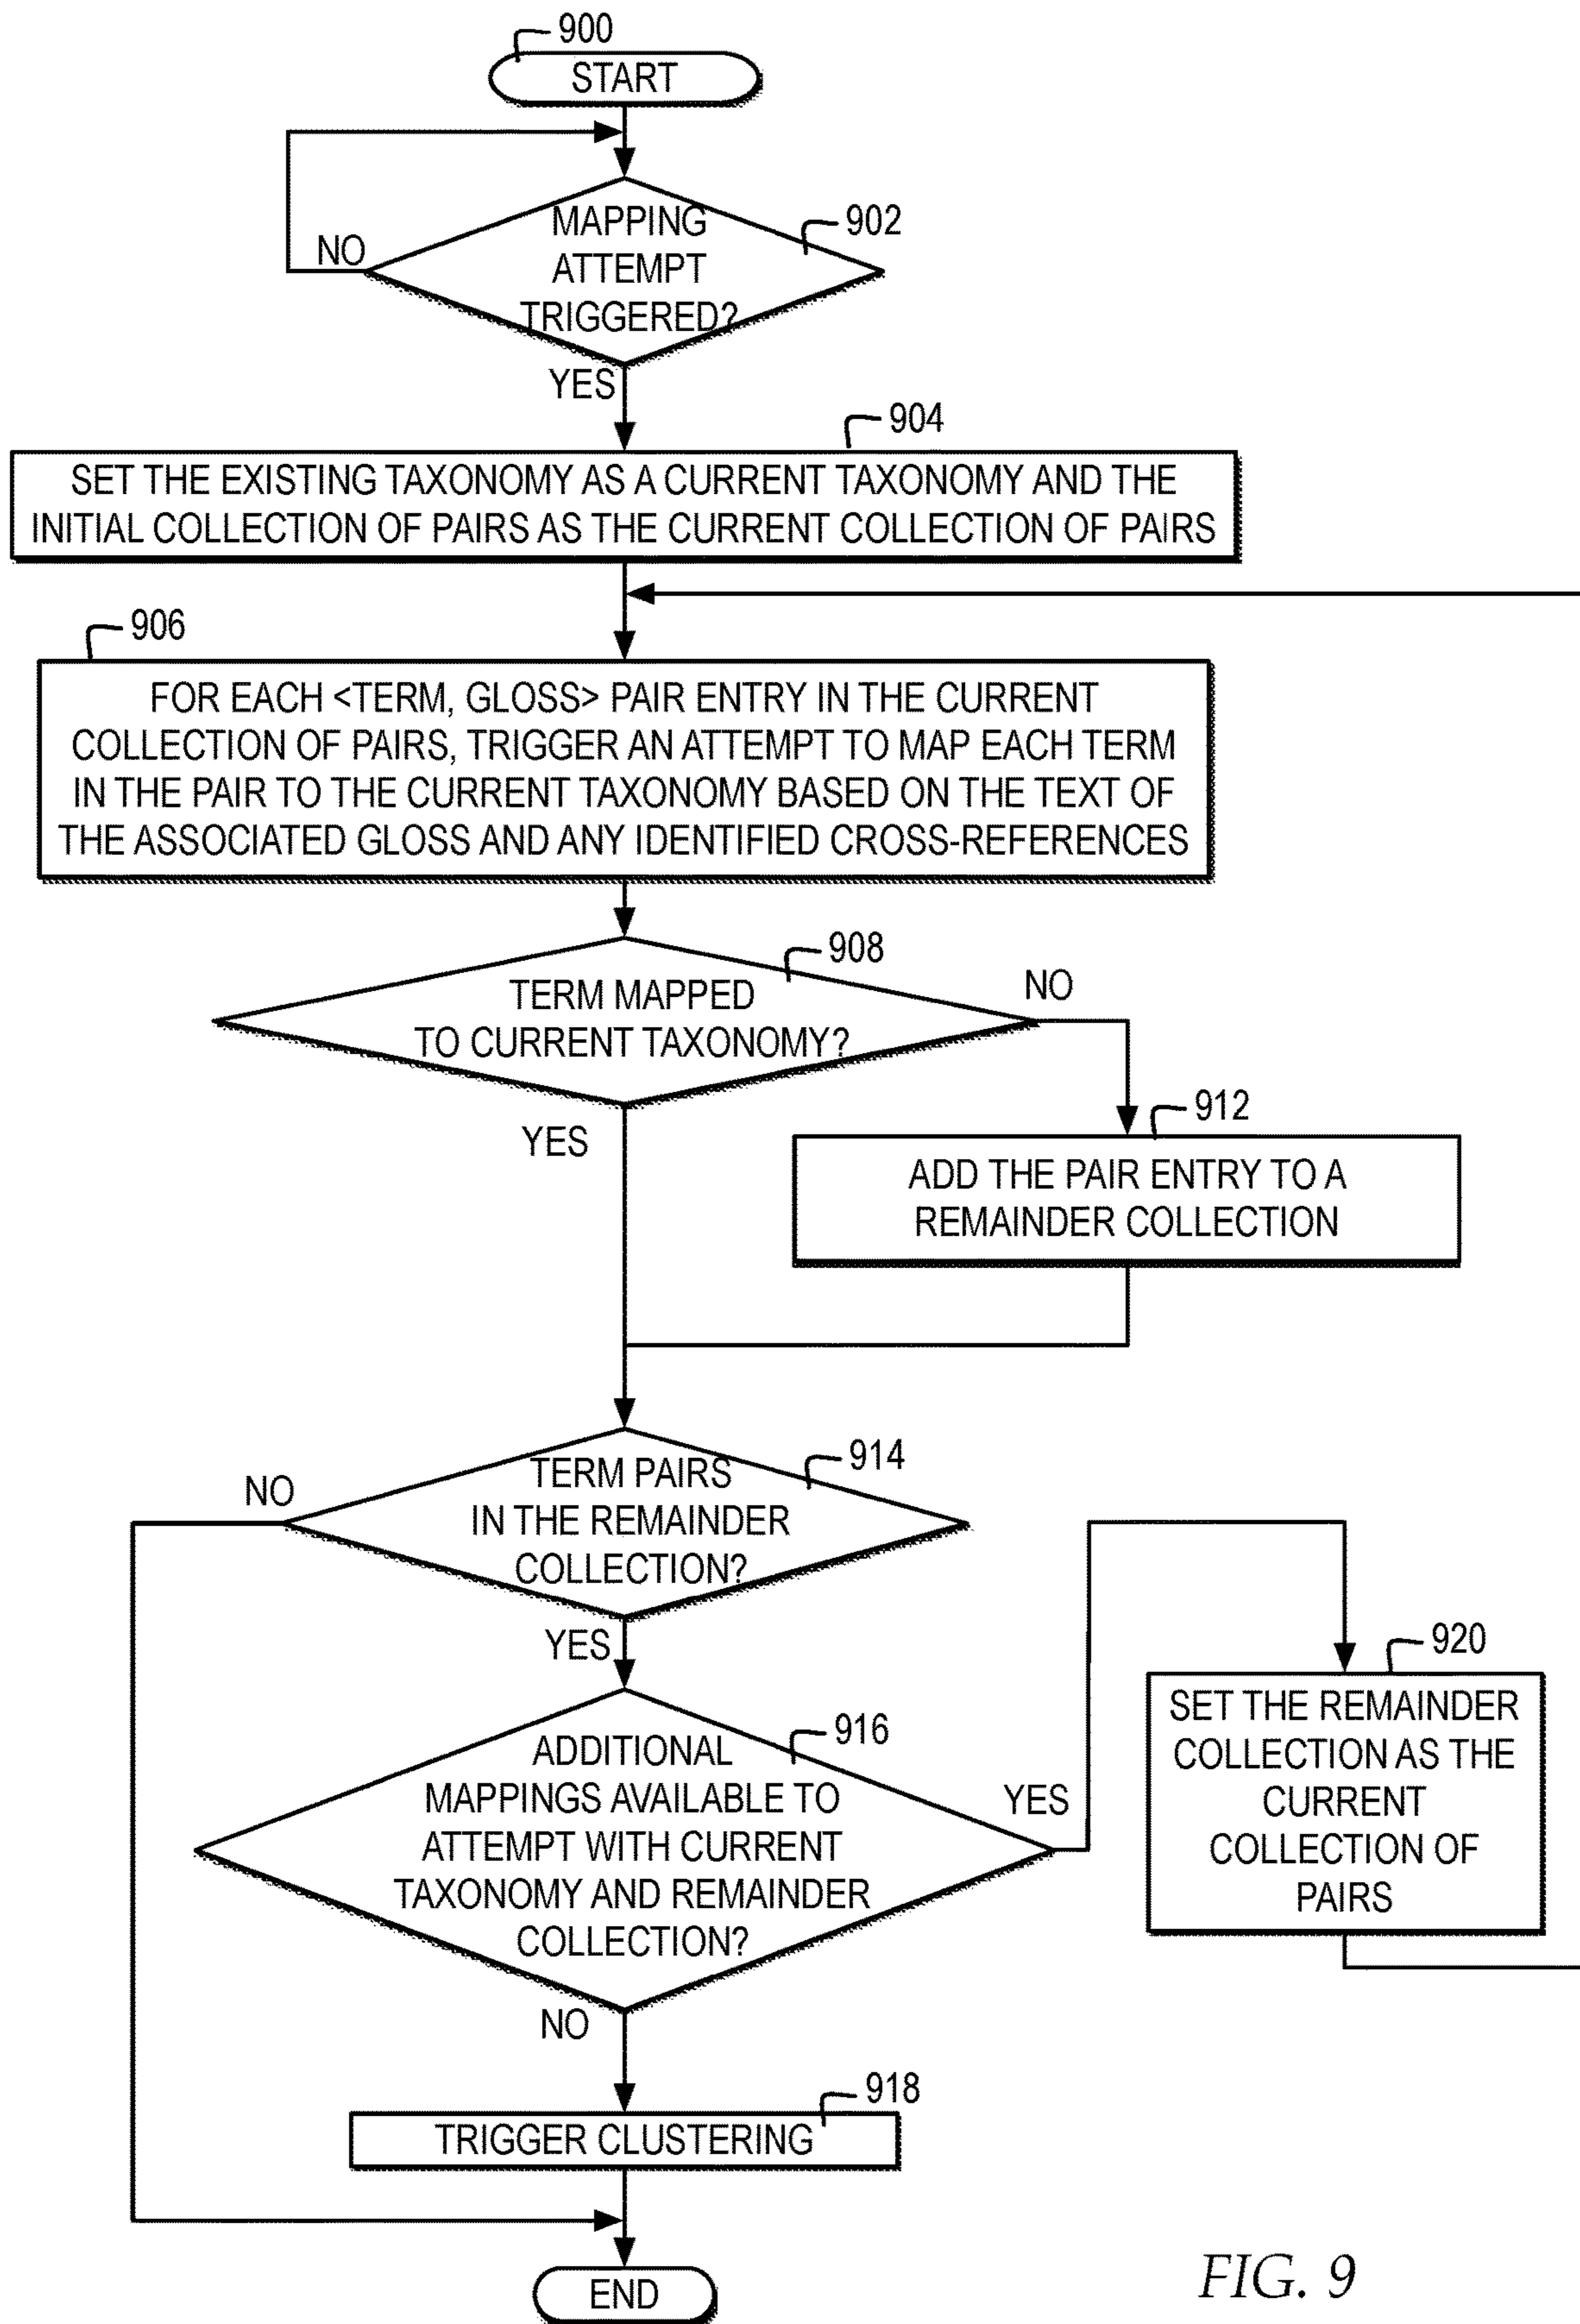 900
START
MAPPING
ATTEMPT
TRIGGERED?
902
NO
YES
904
SET THE EXISTING TAXONOMY AS A CURRENT TAXONOMY AND THE
INITIAL COLLECTION OF PAIRS AS THE CURRENT COLLECTION OF PAIRS
906
FOR EACH <TERM, GLOSS> PAIR ENTRY IN THE CURRENT
COLLECTION OF PAIRS, TRIGGER AN ATTEMPT TO MAP EACH TERM
IN THE PAIR TO THE CURRENT TAXONOMY BASED ON THE TEXT OF
THE ASSOCIATED GLOSS AND ANY IDENTIFIED CROSS-REFERENCES
908
TERM MAPPED
TO CURRENT TAXONOMY?
NO
YES
912
ADD THE PAIR ENTRY TO A
REMAINDER COLLECTION
914
TERM PAIRS
IN THE REMAINDER
COLLECTION?
NO
YES
916
ADDITIONAL
MAPPINGS AVAILABLE TO
ATTEMPT WITH CURRENT
TAXONOMY AND REMAINDER
COLLECTION?
YES
NO
920
SET THE REMAINDER
COLLECTION AS THE
CURRENT
COLLECTION OF
PAIRS
918
TRIGGER CLUSTERING
END
FIG. 9